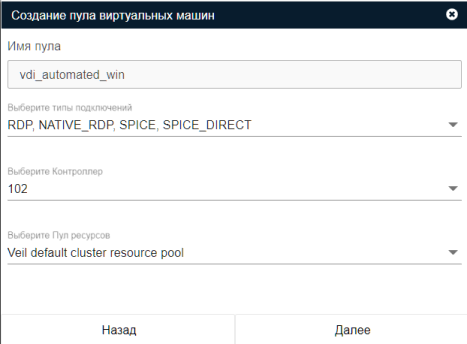 Создание пула виртуальных машин
Имя пула
vdi_automated_win
Выберите типы подключений
RDP, NATIVE_RDP, SPICE, SPICE_DIRECT
Выберите Контроллер
102
Выберите Пул ресурсов
Veil default cluster resource pool
Назад
Далее